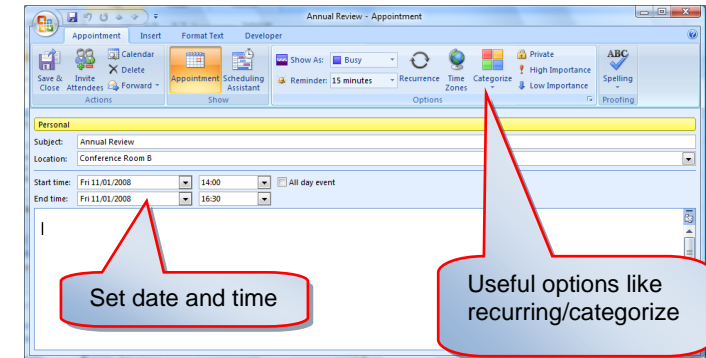 Annual Review - Appointment
Appointment Insert Format Text Developer
Calendar Show As: Busy Private ABC
Delete High Importance
Save & Close Invite Attendees Forward Appointment Scheduling Assistant Reminder: 15 minutes Recurrence Time Zones Categorize Low Importance Spelling
Actions Show Options Proofing
Personal
Subject: Annual Review
Location: Conference Room B
Start time: Fri 11/01/2008 14:00 All day event
End time: Fri 11/01/2008 16:30
Set date and time
Useful options like
recurring/categorize